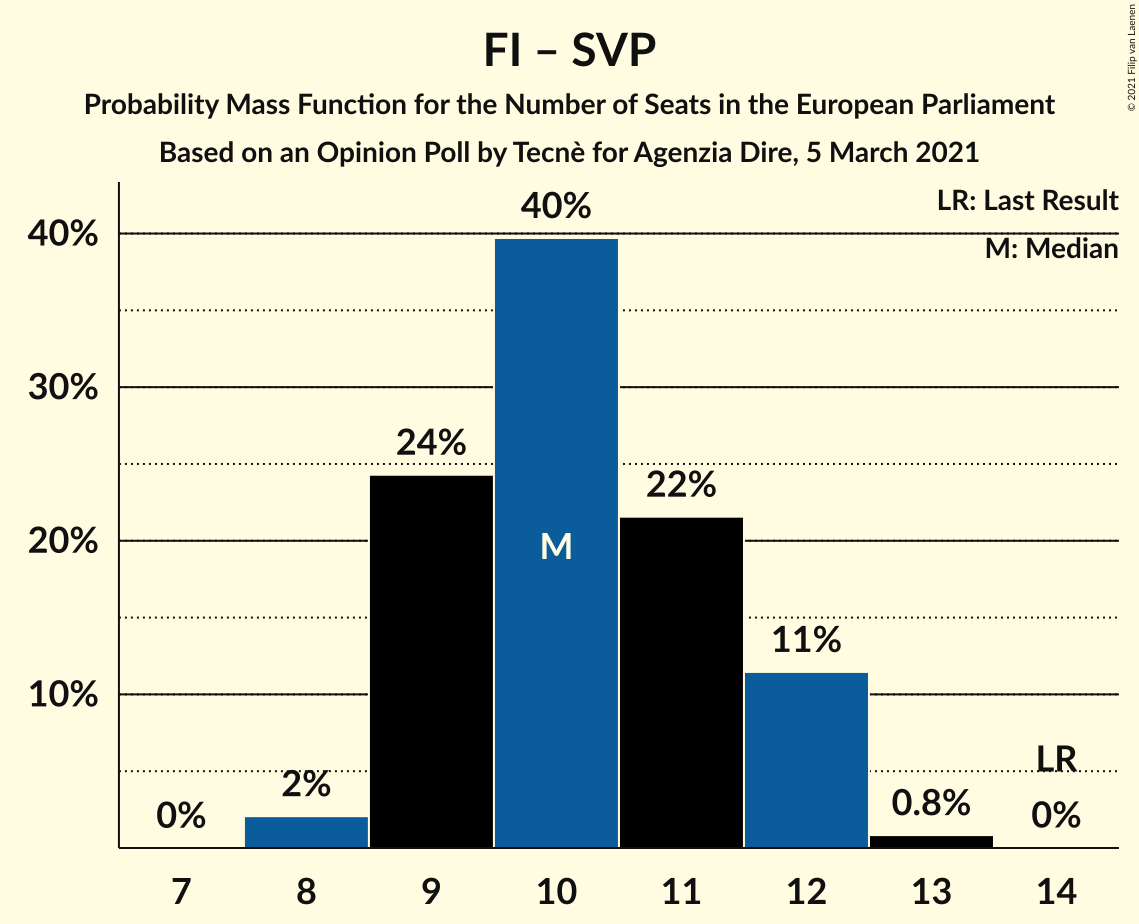 FI – SVP
Probability Mass Function for the Number of Seats in the European Parliament
Based on an Opinion Poll by Tecnè for Agenzia Dire, 5 March 2021
© 2021 Filip van Laenen
LR: Last Result
M: Median
40%
30%
20%
10%
0%
2%
24%
40%
M
22%
11%
0.8%
LR
0%
7 8 9 10 11 12 13 14